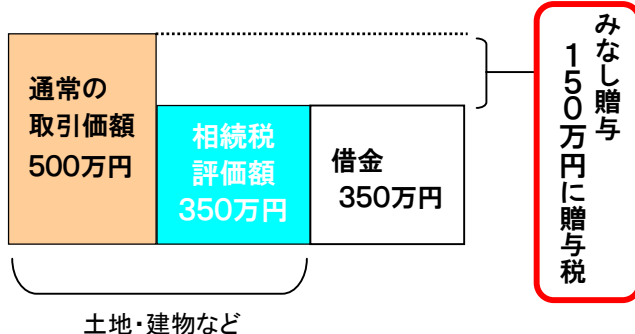 通常の
取引価額
500万円
相続税
評価額
350万円
借金
350万円
みなし贈与
150万円に贈与税
土地・建物など